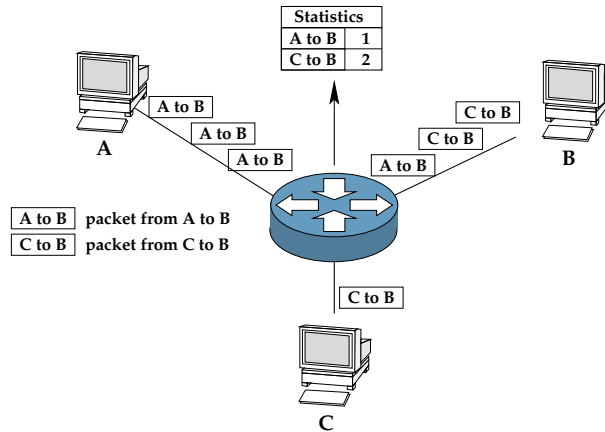 Statistics
A to B 1
C to B 2
A to B
A to B
A to B
A
C to B
C to B
A to B
B
A to B packet from A to B
C to B packet from C to B
C to B
C